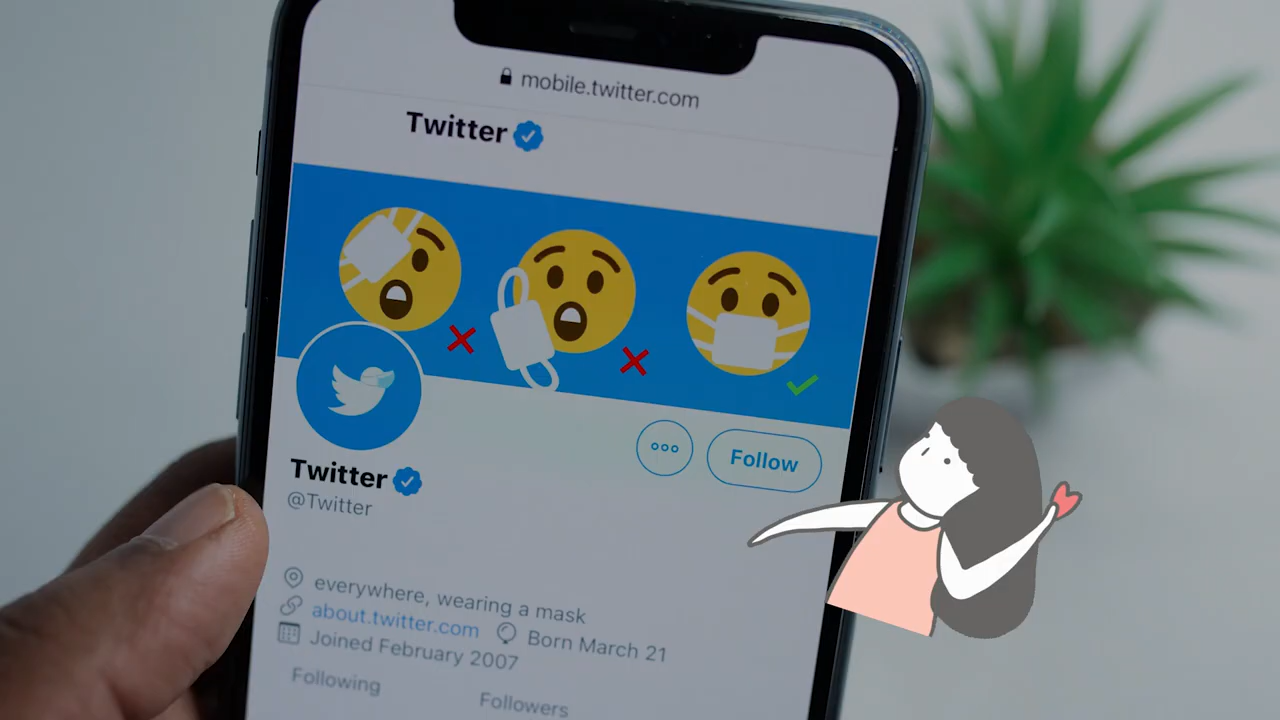 mobile.twitter.com
Twitter
Follow
Twitter
@Twitter
everywhere, wearing a mask
about.twitter.com Born March 21
Joined February 2007
Following Followers